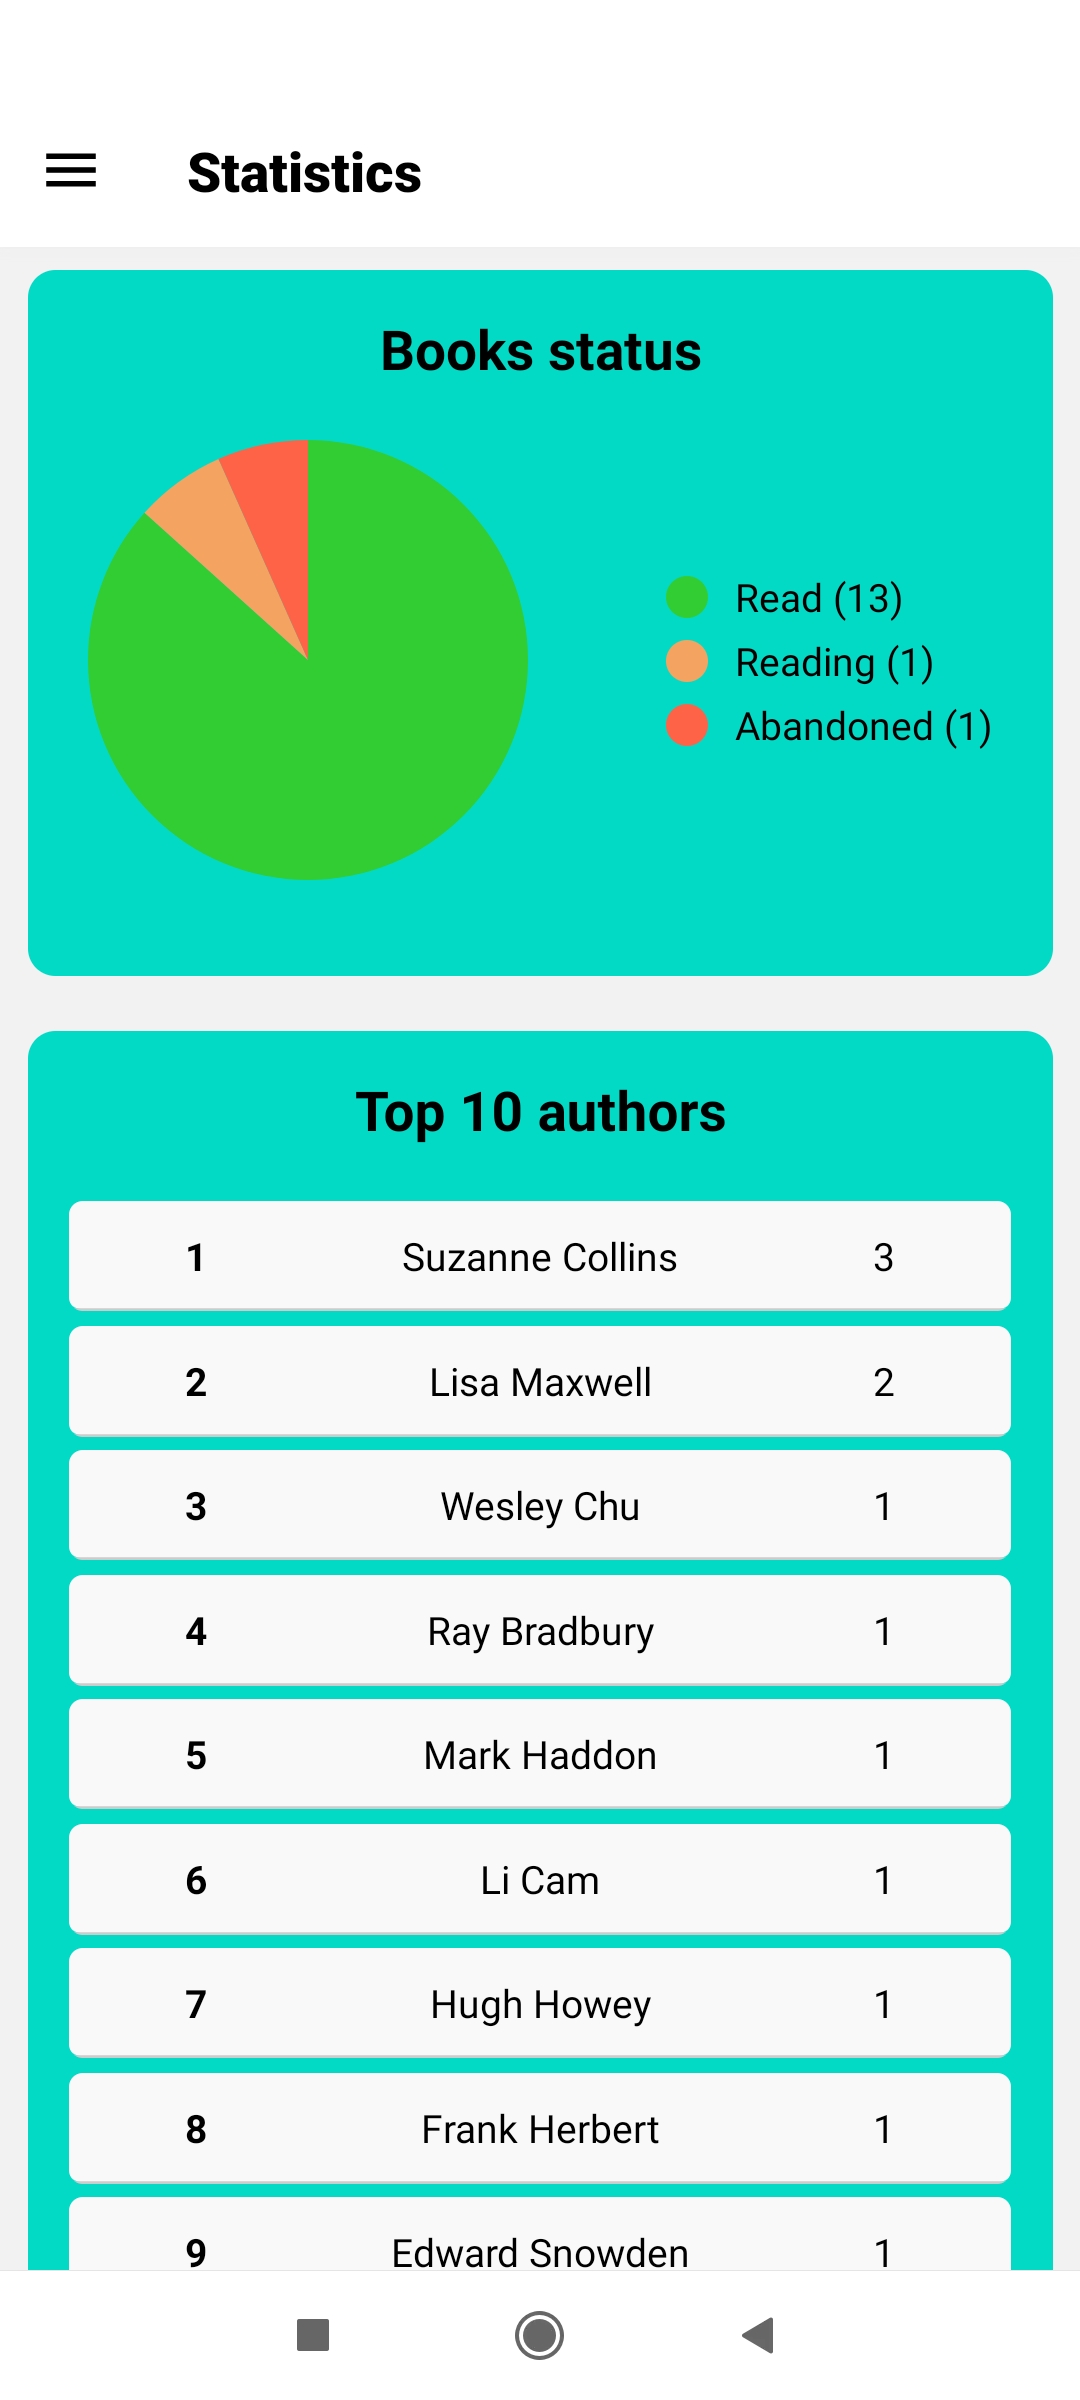 Statistics
Books status
Read (13)
Reading (1)
Abandoned (1)
Top 10 authors
1 Suzanne Collins 3
2 Lisa Maxwell 2
3 Wesley Chu 1
4 Ray Bradbury 1
5 Mark Haddon 1
6 Li Cam 1
7 Hugh Howey 1
8 Frank Herbert 1
9 Edward Snowden 1